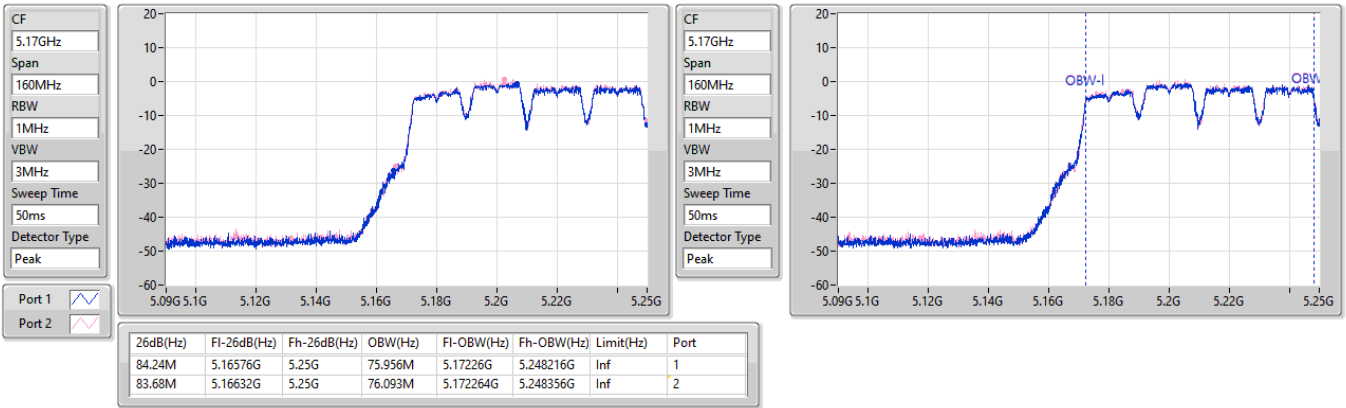 CF
5.17GHz
Span
160MHz
RBW
1MHz
VBW
3MHz
Sweep Time
50ms
Detector Type
Peak
Port 1
Port 2
20
10
0
-10
-20
-30
-40
-50
-60
5.09G 5.1G 5.12G 5.14G 5.16G 5.18G 5.2G 5.22G 5.25G
CF
5.17GHz
Span
160MHz
RBW
1MHz
VBW
3MHz
Sweep Time
50ms
Detector Type
Peak
20
10
0
-10
-20
-30
-40
-50
-60
OBW-l OBW
5.09G 5.1G 5.12G 5.14G 5.16G 5.18G 5.2G 5.22G 5.25G
26dB(Hz) Fl-26dB(Hz) Fh-26dB(Hz) OBW(Hz) Fl-OBW(Hz) Fh-OBW(Hz) Limit(Hz) Port
84.24M 5.16576G 5.25G 75.956M 5.17226G 5.248216G Inf 1
83.68M 5.16632G 5.25G 76.093M 5.172264G 5.248356G Inf 2